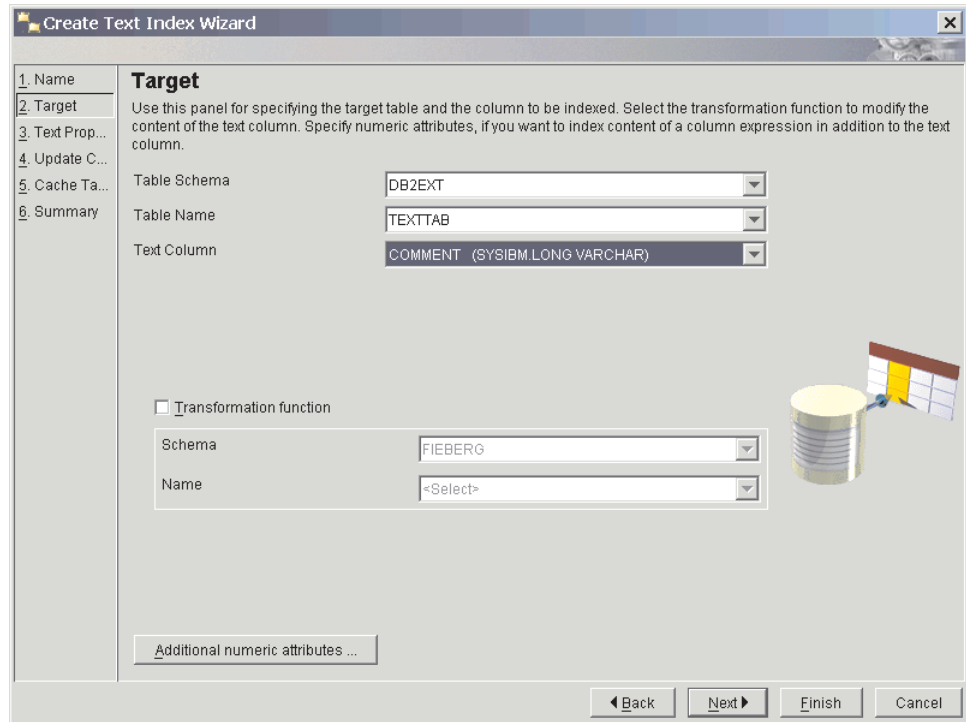 Create Text Index Wizard
1. Name
2. Target
3. Text Prop...
4. Update C...
5. Cache Ta...
6. Summary
Target
Use this panel for specifying the target table and the column to be indexed. Select the transformation function to modify the
content of the text column. Specify numeric attributes, if you want to index content of a column expression in addition to the text
column.
Table Schema
DB2EXT
Table Name
TEXTTAB
Text Column
COMMENT (SYSIBM.LONG VARCHAR)
Transformation function
Schema
FIEBERG
Name
<Select>
Additional numeric attributes ...
Back
Next
Finish
Cancel